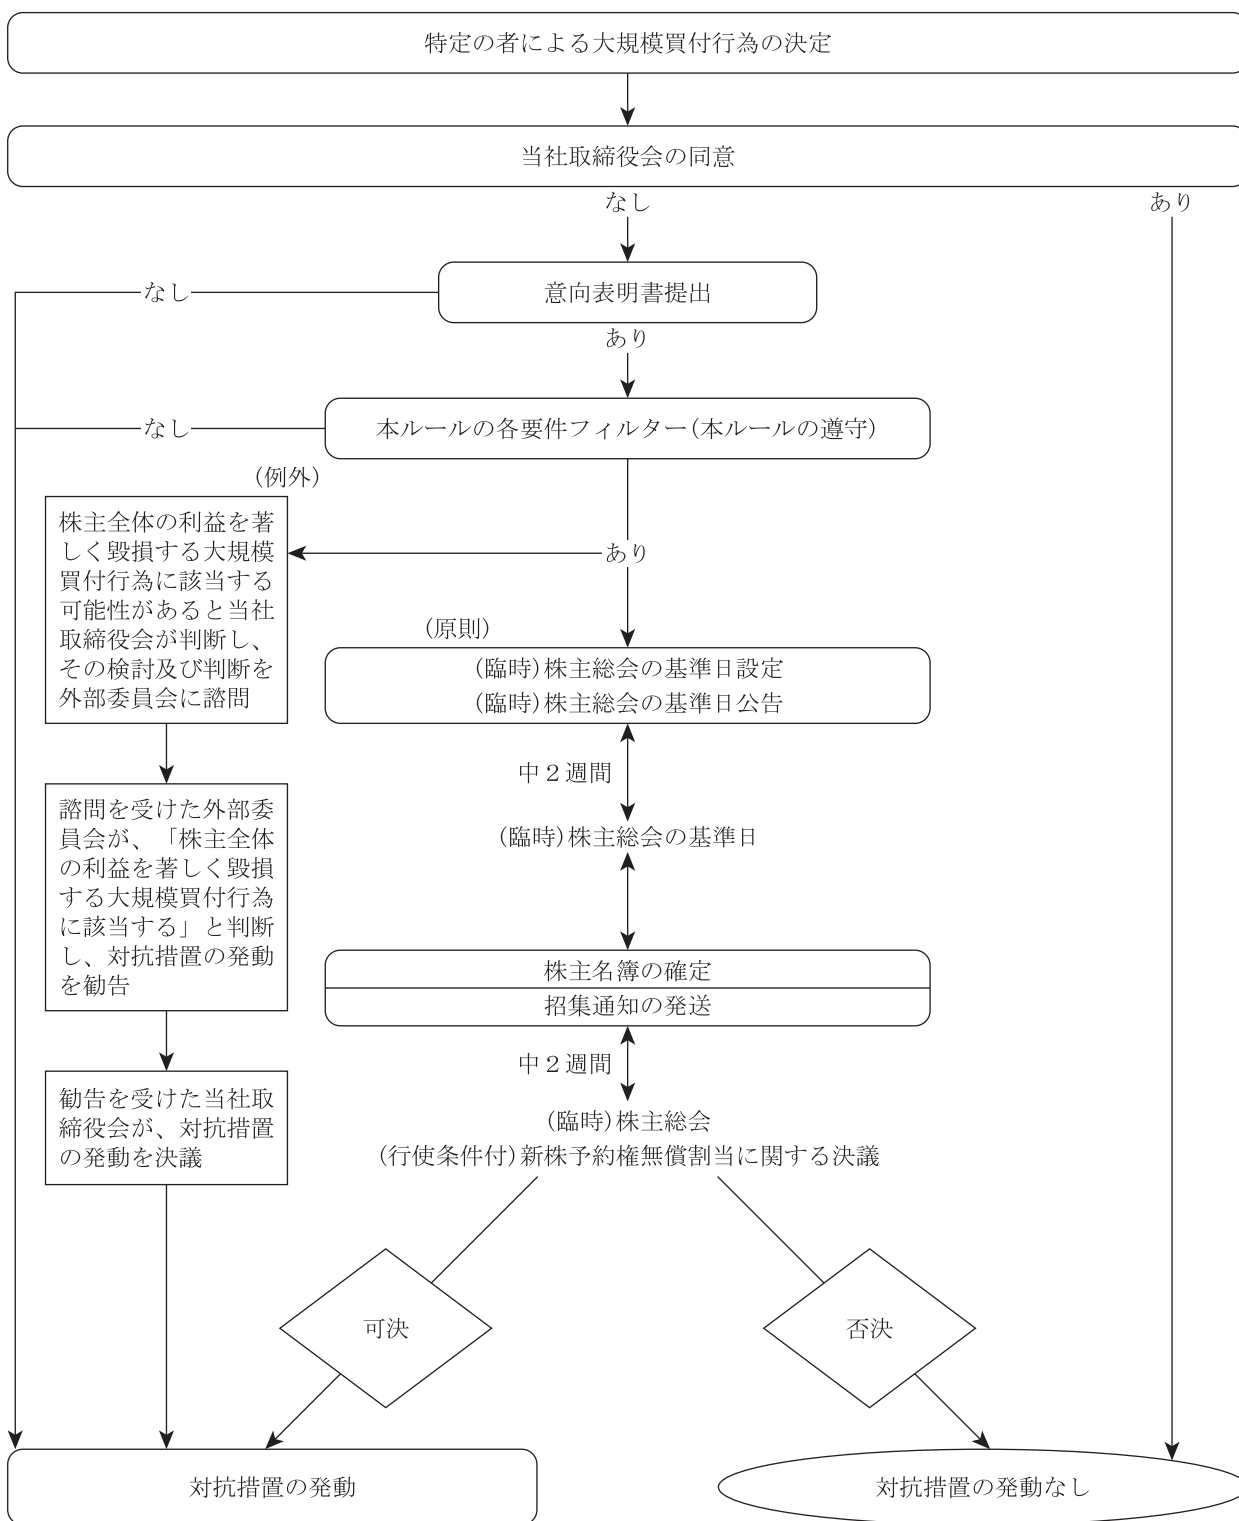 特定の者による大規模買付行為の決定
当社取締役会の同意
なし
あり
なし
意向表明書提出
あり
なし
本ルールの各要件フィルター(本ルールの遵守)
(例外)
株主全体の利益を著
しく毀損する大規模
買付行為に該当する
可能性があると当社
取締役会が判断し、
その検討及び判断を
外部委員会に諮問
あり
(原則)
(臨時)株主総会の基準日設定
(臨時)株主総会の基準日公告
中2週間
(臨時)株主総会の基準日
諮問を受けた外部委
員会が、「株主全体
の利益を著しく毀損
する大規模買付行為
に該当する」と判断
し、対抗措置の発動
を勧告
株主名簿の確定
招集通知の発送
中2週間
勧告を受けた当社取
締役会が、対抗措置
の発動を決議
(臨時)株主総会
(行使条件付)新株予約権無償割当に関する決議
可決
否決
対抗措置の発動
対抗措置の発動なし